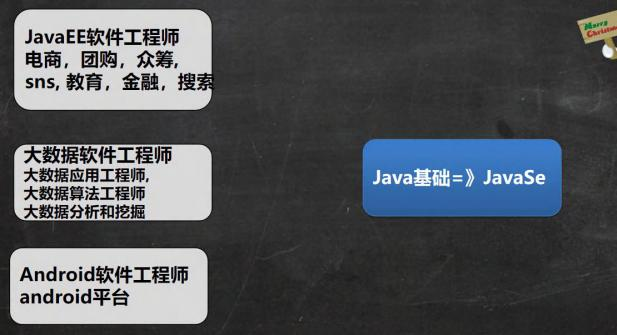 JavaEE软件工程师
电商，团购，众筹,
sns, 教育，金融，搜索
大数据软件工程师
大数据应用工程师,
大数据算法工程师
大数据分析和挖掘
Android软件工程师
android平台
Java基础=》JavaSe
Merry
Christmas